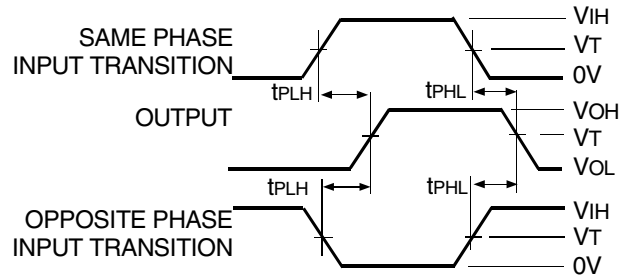 VIH
SAME PHASE
INPUT TRANSITION
VT
0V
tPLH
tPHL
OUTPUT
VOH
VT
VOL
tPLH
tPHL
OPPOSITE PHASE
INPUT TRANSITION
VIH
VT
0V